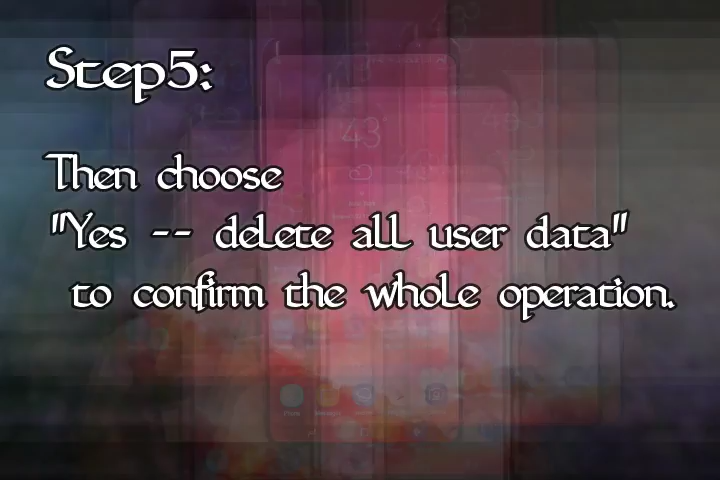 Step5:
Then choose
"Yes -- delete all user data"
to confirm the whole operation.